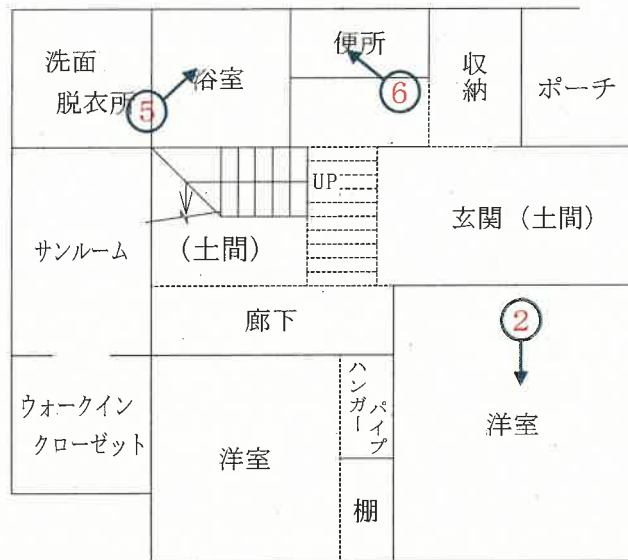 洗面
脱衣所
浴室
便所
収納
ポーチ
5
6
UP
玄関（土間）
サンルーム
（土間）
廊下
2
ウォークイン
クローゼット
洋室
ハンガー
パイプ
棚
洋室